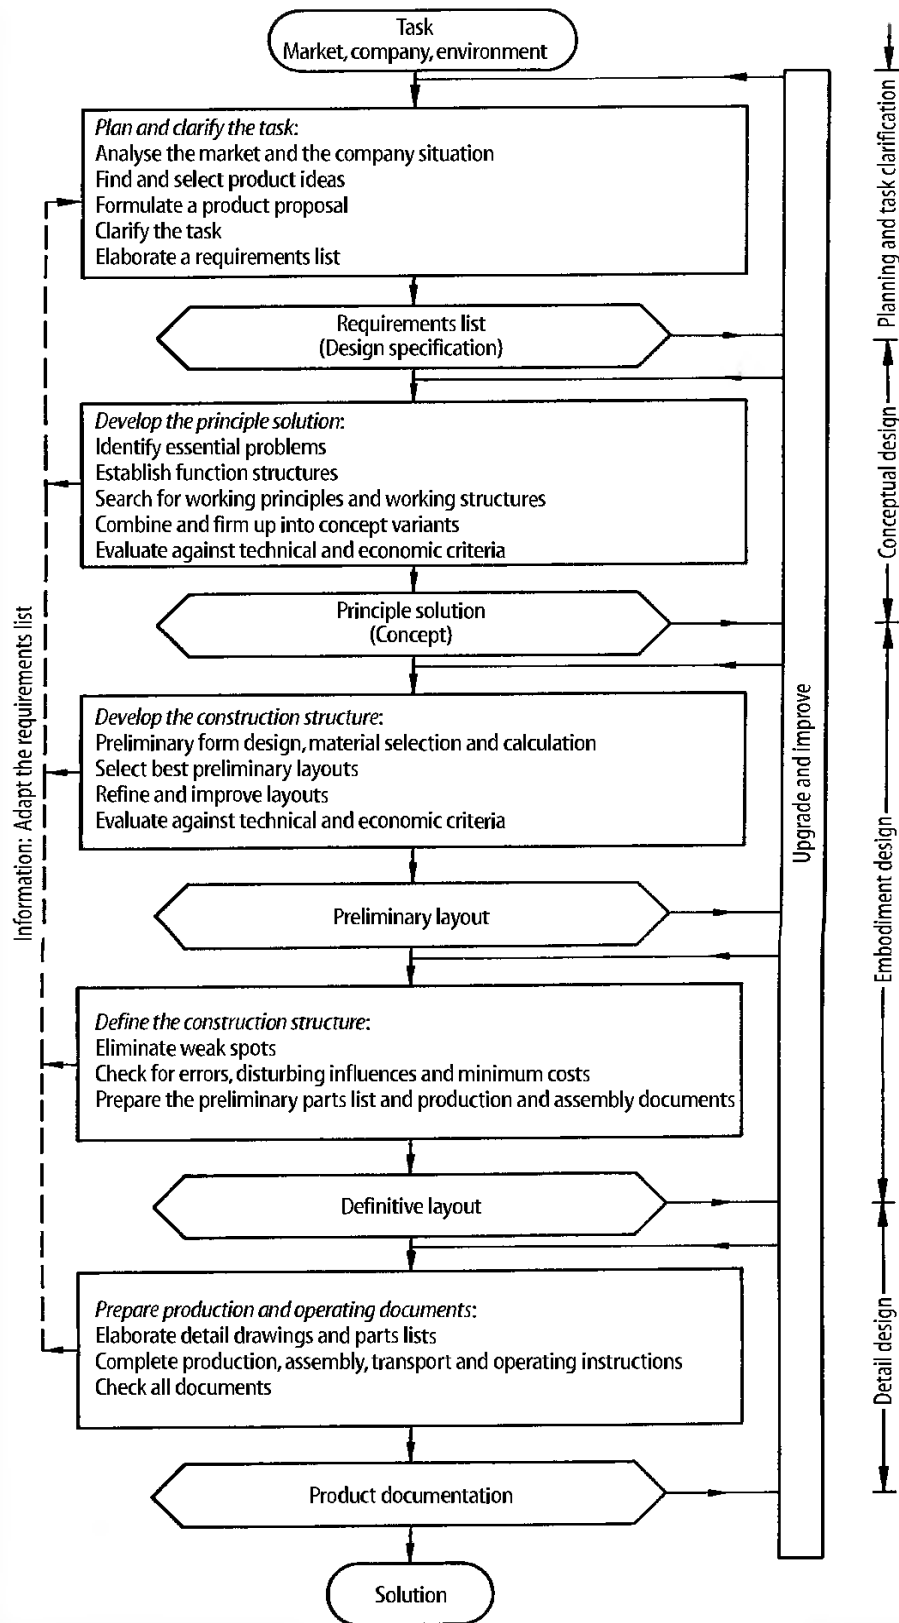 Task
Market, company, environment
Plan and clarify the task:
Analyse the market and the company situation
Find and select product ideas
Formulate a product proposal
Clarify the task
Elaborate a requirements list
Requirements list
(Design specification)
Develop the principle solution:
Identify essential problems
Establish function structures
Search for working principles and working structures
Combine and firm up into concept variants
Evaluate against technical and economic criteria
Principle solution
(Concept)
Develop the construction structure:
Preliminary form design, material selection and calculation
Select best preliminary layouts
Refine and improve layouts
Evaluate against technical and economic criteria
Preliminary layout
Define the construction structure:
Eliminate weak spots
Check for errors, disturbing influences and minimum costs
Prepare the preliminary parts list and production and assembly documents
Definitive layout
Prepare production and operating documents:
Elaborate detail drawings and parts lists
Complete production, assembly, transport and operating instructions
Check all documents
Product documentation
Solution
Information: Adapt the requirements list
Upgrade and improve
Planning and task clarification
Conceptual design
Embodiment design
Detail design